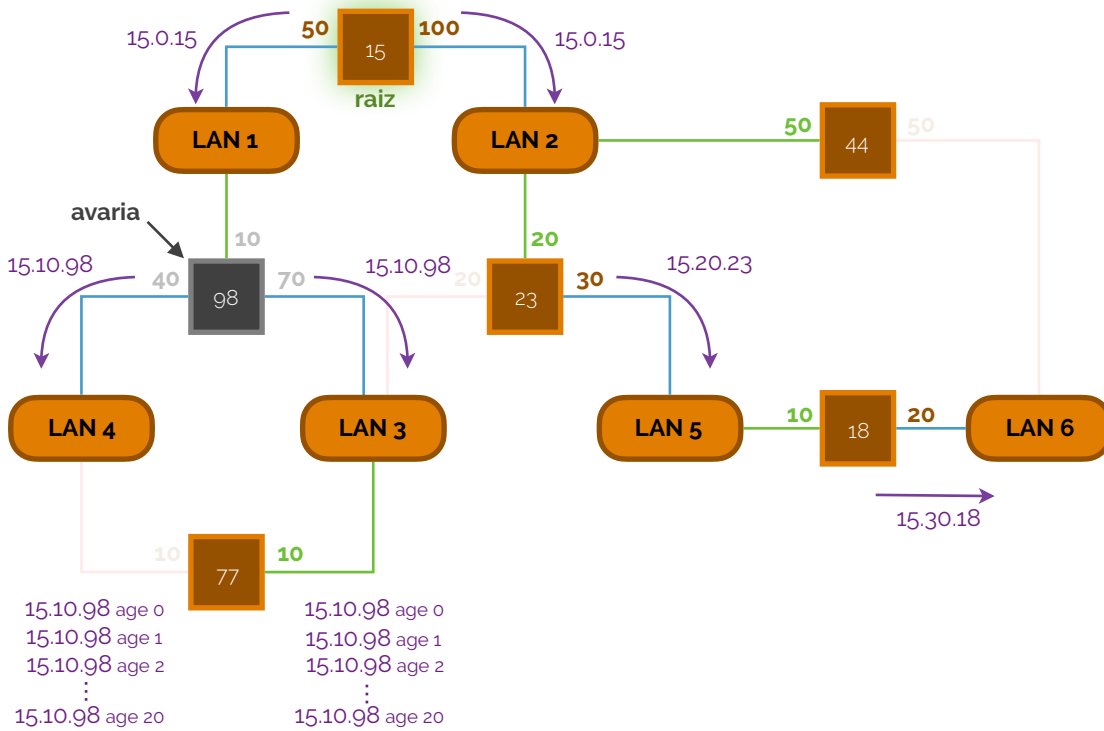 15.0.15
50
15
100
15.0.15
raiz
LAN 1
LAN 2
50
44
50
avaria
10
20
15.10.98
40
98
70
15.10.98
20
23
30
15.20.23
LAN 4
LAN 3
LAN 5
10
18
20
LAN 6
15.30.18
10
77
10
15.10.98 age 0
15.10.98 age 1
15.10.98 age 2
15.10.98 age 20
15.10.98 age 0
15.10.98 age 1
15.10.98 age 2
15.10.98 age 20